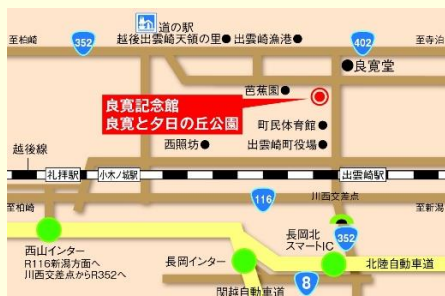 道の駅
至柏崎
352
越後出雲崎天領の里
出雲崎漁港
402
至寺泊
良寛堂
芭蕉園
良寛記念館
良寛と夕日の丘公園
町民体育館
西照坊
出雲崎町役場
越後線
礼拝駅
小木ノ城駅
出雲崎駅
116
川西交差点
至柏崎
至新潟
長岡北
スマートIC
352
西山インター
R116新潟方面へ
川西交差点からR352へ
長岡インター
8
北陸自動車道
関越自動車道